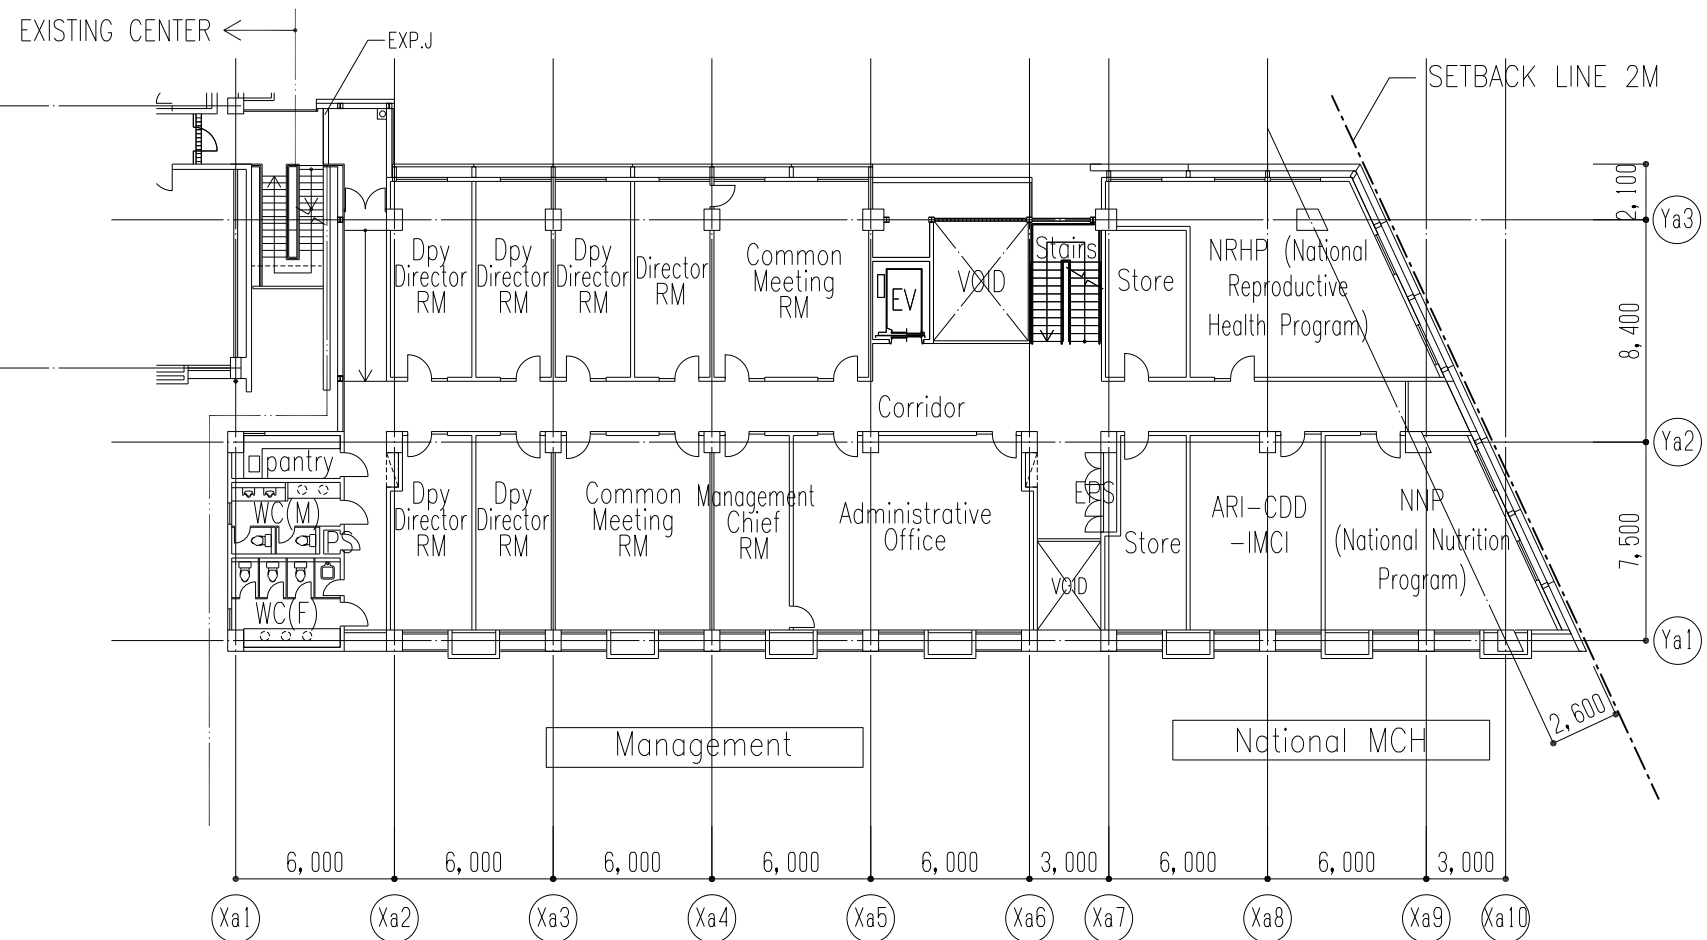 EXISTING CENTER
EXP.J
SETBACK LINE 2M
2,100
Ya3
Dpy
Director
RM
Dpy
Director
RM
Dpy
Director
RM
Director
RM
Common
Meeting
RM
EV
VOID
Stairs
Store
NRHP (National
Reproductive
Health Program)
8,400
Corridor
Ya2
pantry
WC(M)
PS
WC(F)
Dpy
Director
RM
Dpy
Director
RM
Common
Meeting
RM
Management
Chief
RM
Administrative
Office
EPS
VOID
Store
ARI-CDD
-IMCI
NNP
(National Nutrition
Program)
7,500
Ya1
2,600
Management
National MCH
6,000
6,000
6,000
6,000
6,000
3,000
6,000
6,000
3,000
Xa1
Xa2
Xa3
Xa4
Xa5
Xa6
Xa7
Xa8
Xa9
Xa10